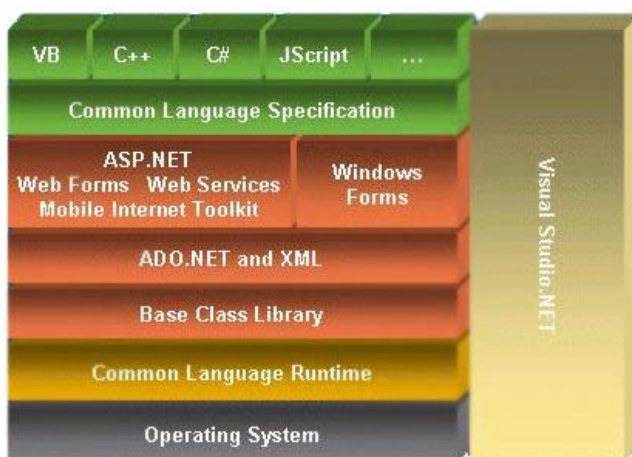 VB C++ C# JScript ...
Common Language Specification
ASP.NET
Web Forms Web Services
Mobile Internet Toolkit
Windows
Forms
ADO.NET and XML
Base Class Library
Common Language Runtime
Operating System
Visual Studio.NET